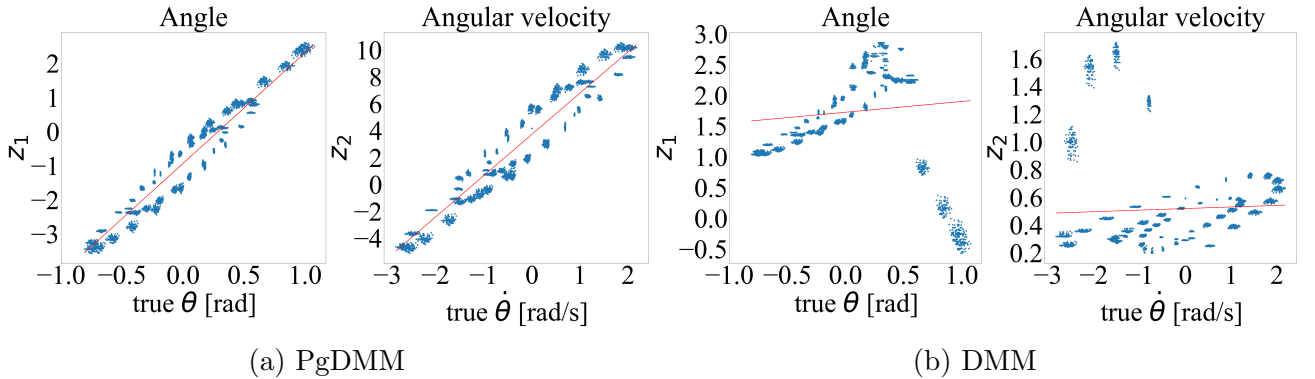 Angle
2
1
0
−1
−2
−3
z1
−1.0 −0.5 0.0 0.5 1.0
true θ [rad]
Angular velocity
10
8
6
4
2
0
−2
−4
z2
−3 −2 −1 0 1 2
true θ̇ [rad/s]
(a) PgDMM
Angle
3.0
2.5
2.0
1.5
1.0
0.5
0.0
−0.5
z1
−1.0 −0.5 0.0 0.5 1.0
true θ [rad]
Angular velocity
1.6
1.4
1.2
1.0
0.8
0.6
0.4
0.2
z2
−3 −2 −1 0 1 2
true θ̇ [rad/s]
(b) DMM